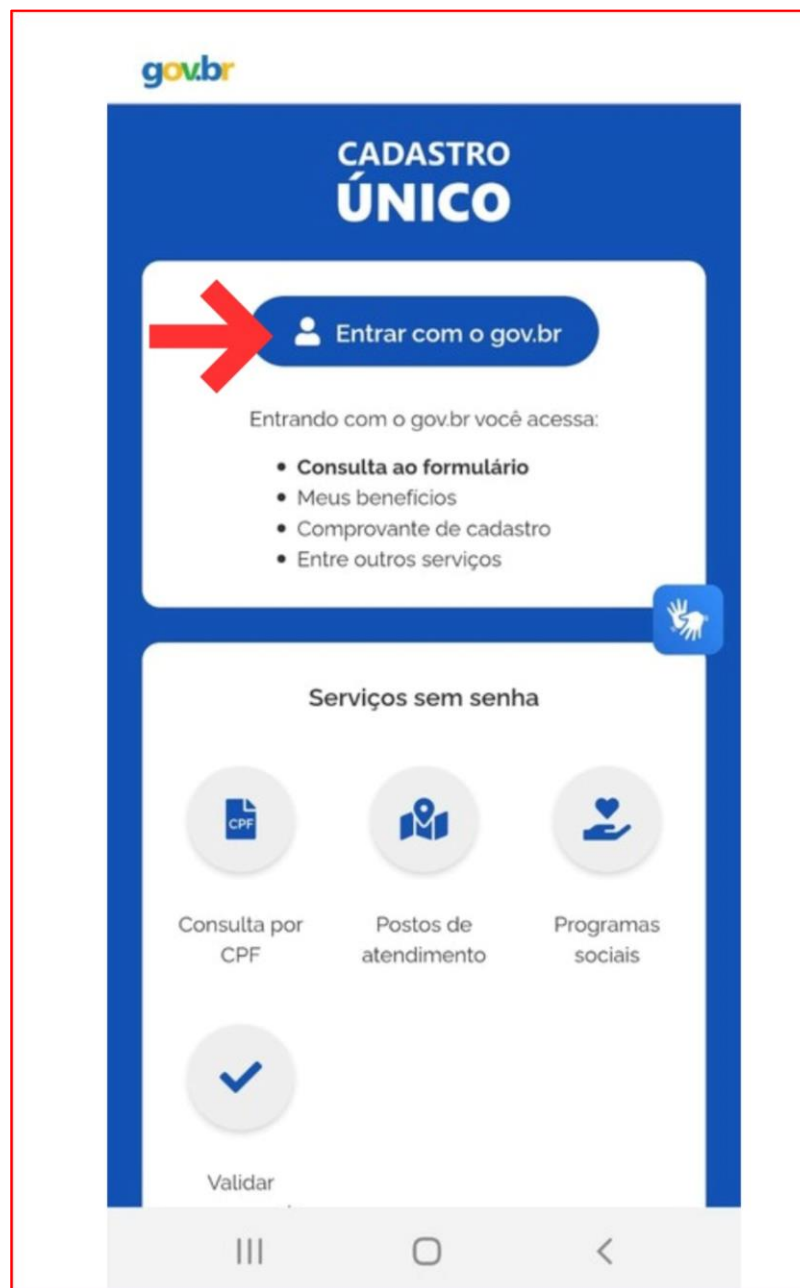 gov.br
CADASTRO
ÚNICO
Entrar com o gov.br
Entrando com o gov.br você acessa:
• Consulta ao formulário
• Meus benefícios
• Comprovante de cadastro
• Entre outros serviços
Serviços sem senha
CPF
Consulta por
CPF
Postos de
atendimento
Programas
sociais
Validar